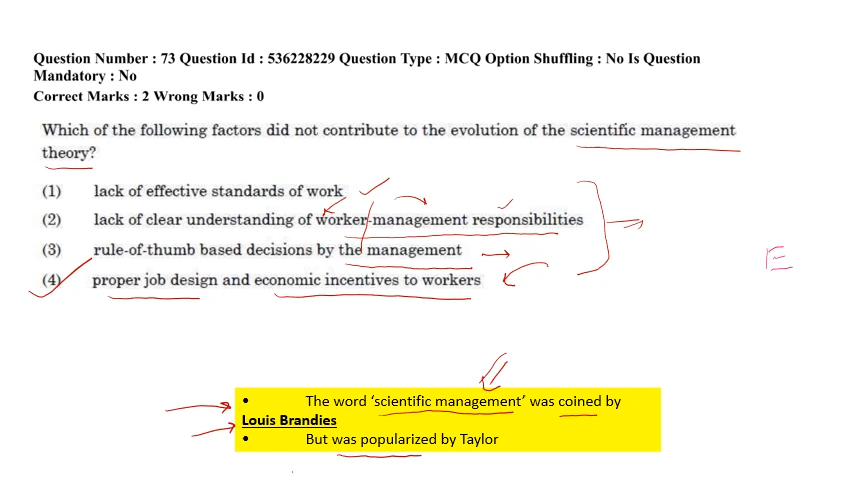 Question Number : 73 Question Id : 536228229 Question Type : MCQ Option Shuffling : No Is Question
Mandatory : No
Correct Marks : 2 Wrong Marks : 0
Which of the following factors did not contribute to the evolution of the scientific management
theory?
(1) lack of effective standards of work
(2) lack of clear understanding of worker-management responsibilities
(3) rule-of-thumb based decisions by the management
(4) proper job design and economic incentives to workers
E
• The word ‘scientific management’ was coined by
Louis Brandies
• But was popularized by Taylor